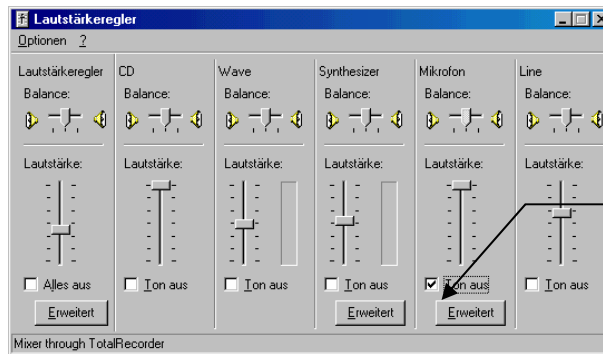 Lautstärkeregler
Optionen ?
Lautstärkeregler CD Wave Synthesizer Mikrofon Line
Balance: Balance: Balance: Balance: Balance: Balance:
Lautstärke: Lautstärke: Lautstärke: Lautstärke: Lautstärke: Lautstärke:
Alles aus Ton aus Ton aus Ton aus Ton aus Ton aus
Erweitert Erweitert Erweitert
Mixer through TotalRecorder